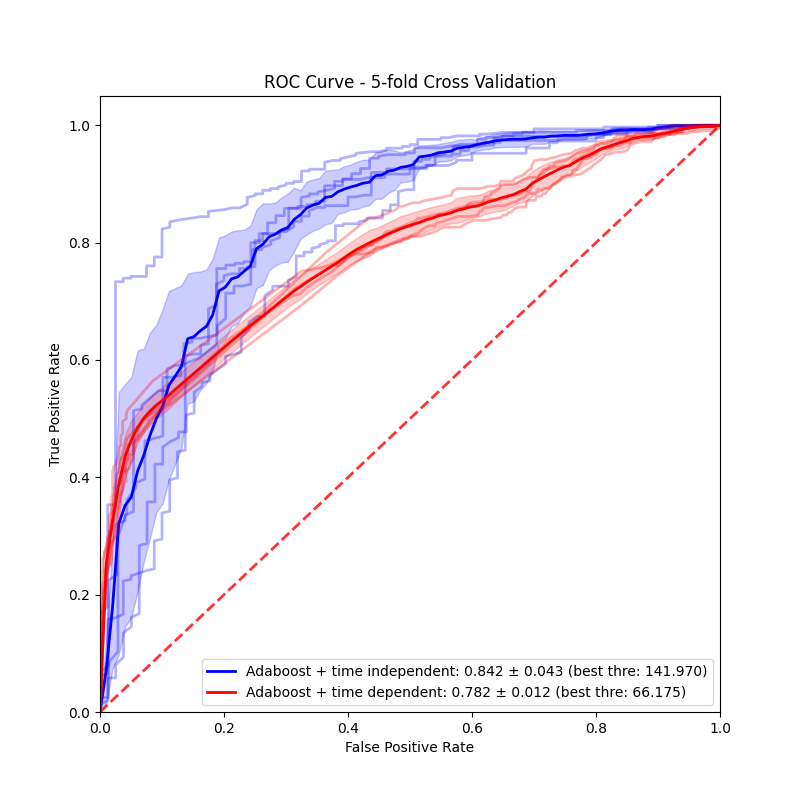 ROC Curve - 5-fold Cross Validation
True Positive Rate
1.0
0.8
0.6
0.4
0.2
0.0
Adaboost + time independent: 0.842 ± 0.043 (best thre: 141.970)
Adaboost + time dependent: 0.782 ± 0.012 (best thre: 66.175)
0.0 0.2 0.4 0.6 0.8 1.0
False Positive Rate